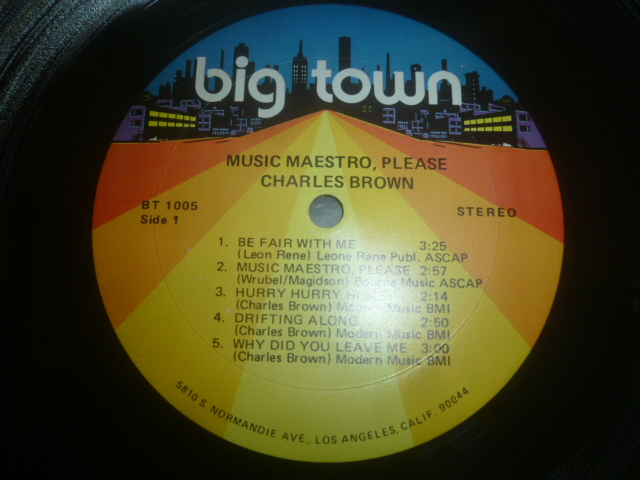 big town
MUSIC MAESTRO, PLEASE
CHARLES BROWN
BT 1005
Side 1
STEREO
1. BE FAIR WITH ME 3:25
(Leon Rene) Leone Rene Publ. ASCAP
2. MUSIC MAESTRO, PLEASE 2:57
(Wrubel/Magidson) Bourne Music ASCAP
3. HURRY HURRY 2:14
(Charles Brown) Modern Music BMI
4. DRIFTING ALONG 2:50
(Charles Brown) Modern Music BMI
5. WHY DID YOU LEAVE ME 3:00
(Charles Brown) Modern Music BMI
5810 S. NORMANDIE AVE., LOS ANGELES, CALIF. 90044